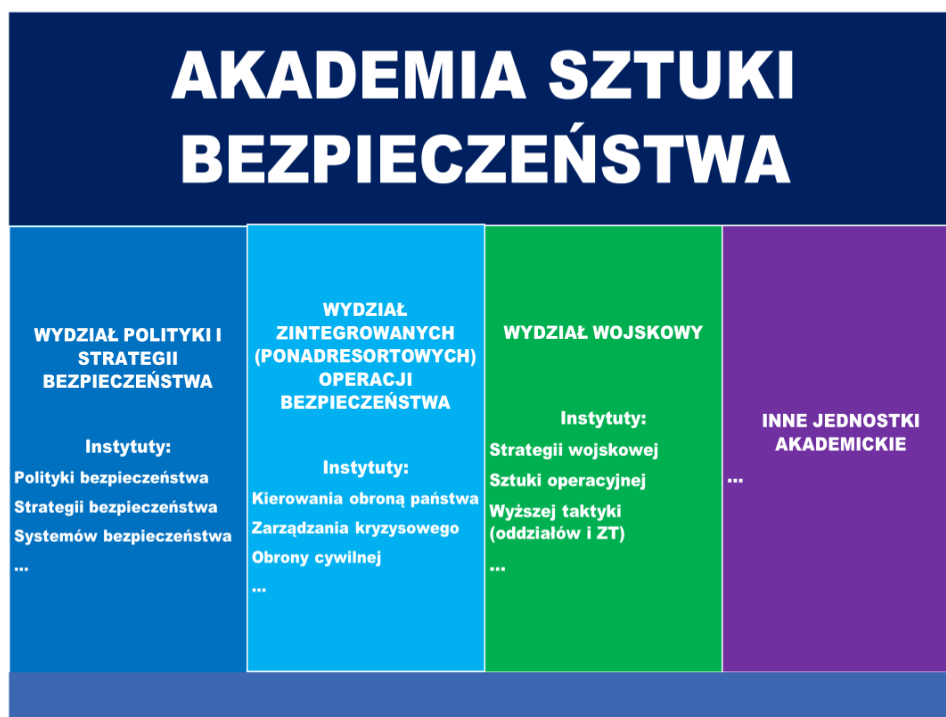 AKADEMIA SZTUKI
BEZPIECZEŃSTWA
WYDZIAŁ POLITYKI I
STRATEGII
BEZPIECZEŃSTWA
Instytuty:
Polityki bezpieczeństwa
Strategii bezpieczeństwa
Systemów bezpieczeństwa
...
WYDZIAŁ
ZINTEGROWANYCH
(PONADRESORTOWYCH)
OPERACJI
BEZPIECZEŃSTWA
Instytuty:
Kierowania obroną państwa
Zarządzania kryzysowego
Obrony cywilnej
...
WYDZIAŁ WOJSKOWY
Instytuty:
Strategii wojskowej
Sztuki operacyjnej
Wyższej taktyki
(oddziałów i ZT)
...
INNE JEDNOSTKI
AKADEMICKIE
...